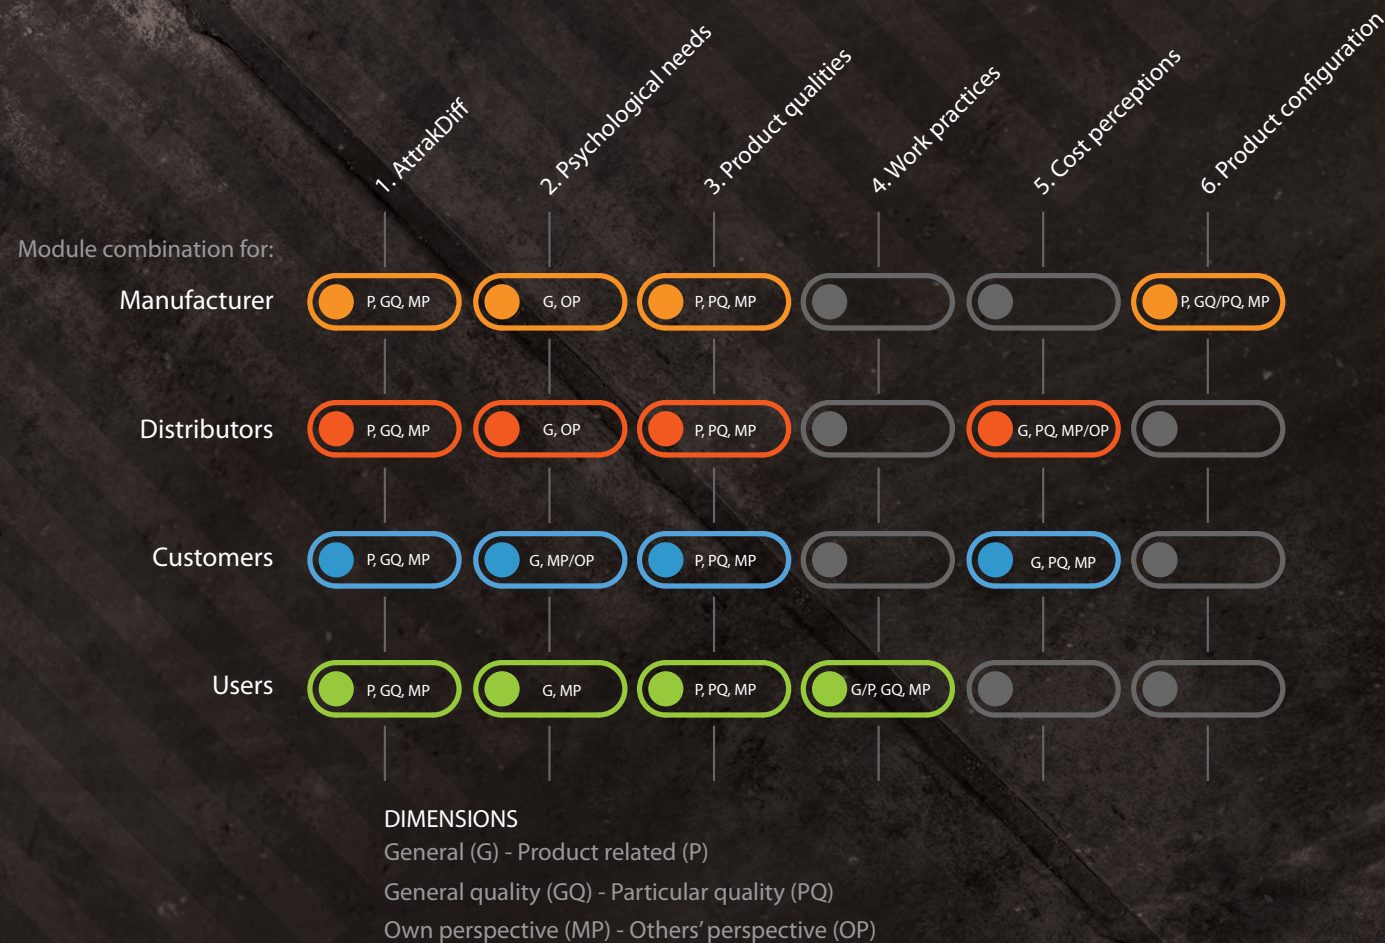 1. AttrakDiff
2. Psychological needs
3. Product qualities
4. Work practices
5. Cost perceptions
6. Product configuration
Module combination for:
Manufacturer P, GQ, MP G, OP P, PQ, MP P, GQ/PQ, MP
Distributors P, GQ, MP G, OP P, PQ, MP G, PQ, MP/OP
Customers P, GQ, MP G, MP/OP P, PQ, MP G, PQ, MP
Users P, GQ, MP G, MP P, PQ, MP G/P, GQ, MP
DIMENSIONS
General (G) - Product related (P)
General quality (GQ) - Particular quality (PQ)
Own perspective (MP) - Others’ perspective (OP)